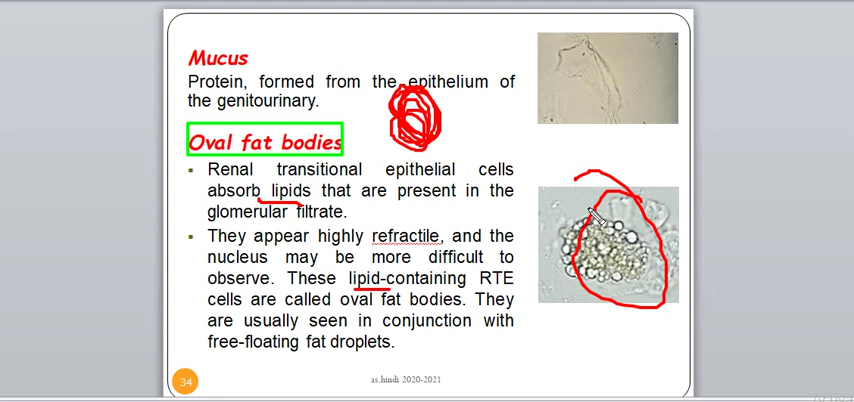 Mucus
Protein, formed from the epithelium of
the genitourinary.
Oval fat bodies
▪ Renal transitional epithelial cells
absorb lipids that are present in the
glomerular filtrate.
▪ They appear highly refractile, and the
nucleus may be more difficult to
observe. These lipid-containing RTE
cells are called oval fat bodies. They
are usually seen in conjunction with
free-floating fat droplets.
34
as.hindi 2020-2021